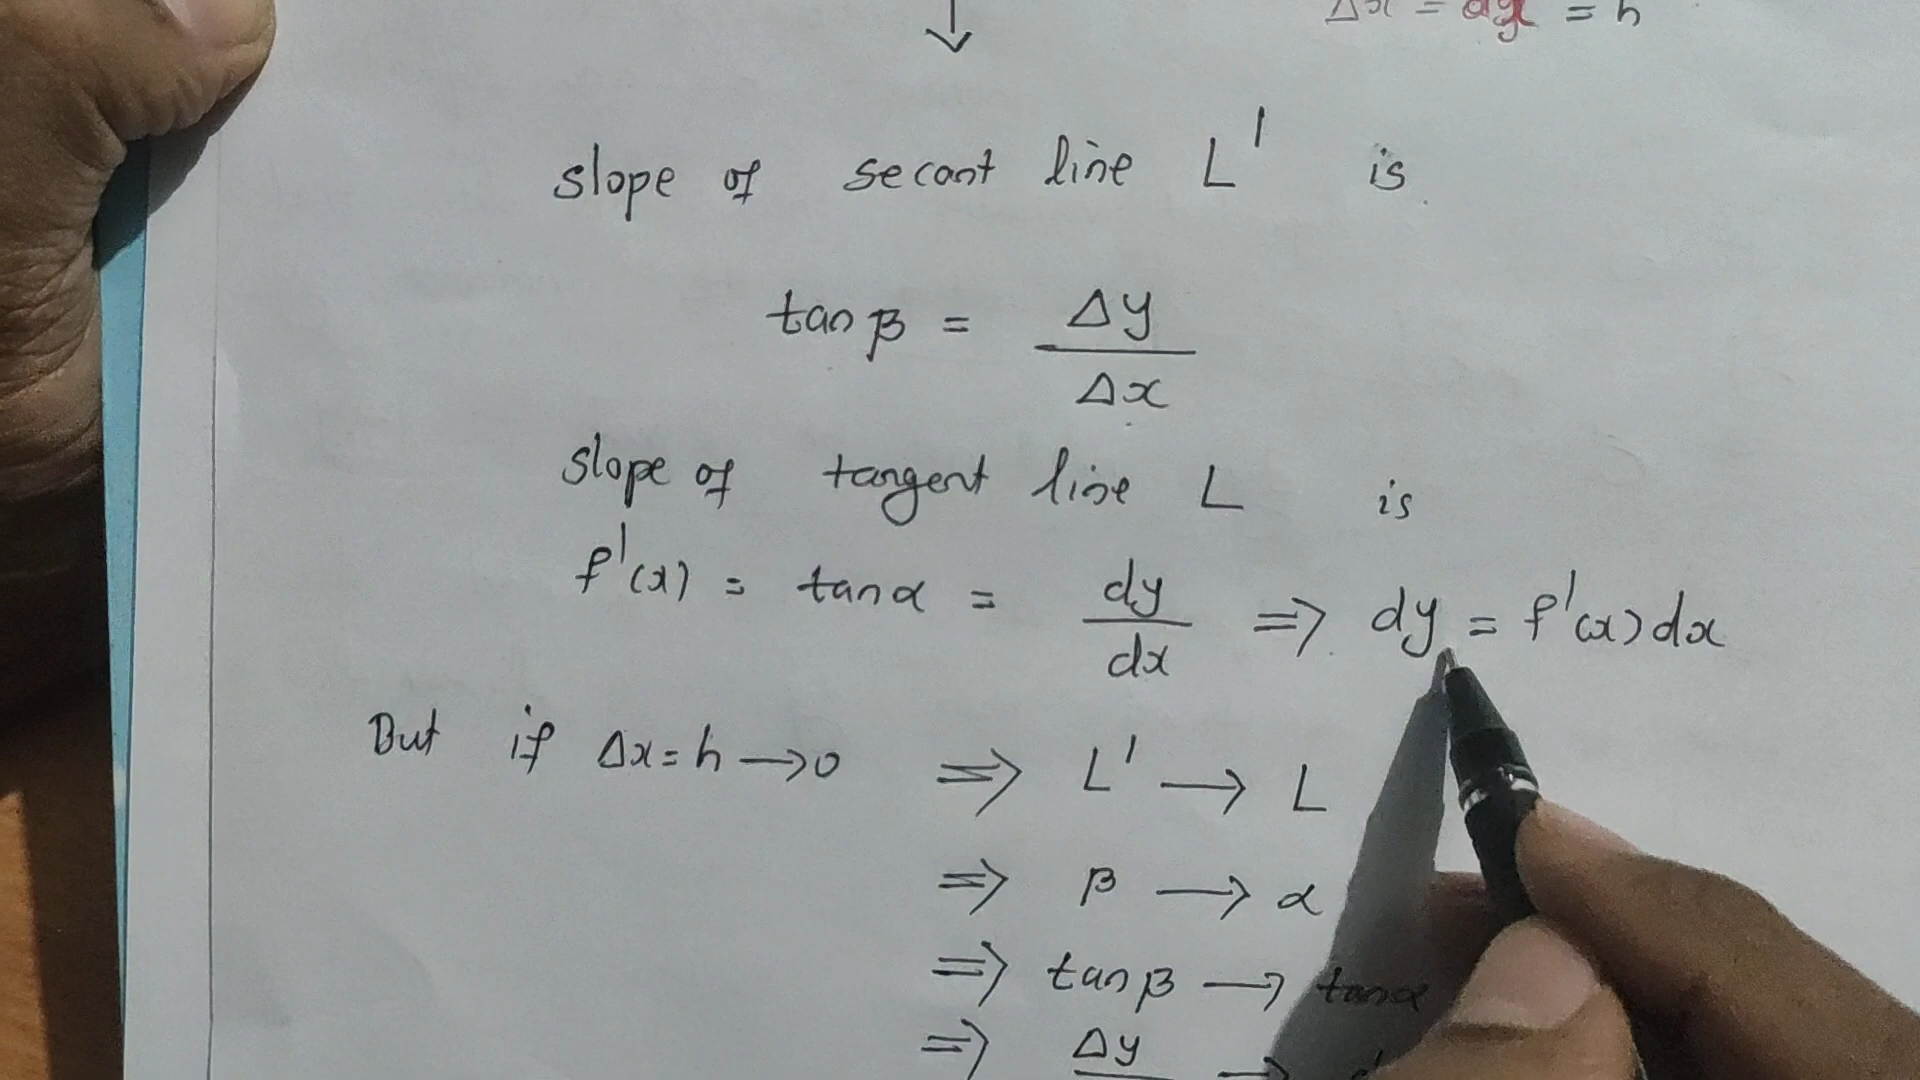 Δx = dx = h
slope of secant line L' is
tan β = Δy / Δx
slope of tangent line L is
f'(x) = tan α = dy / dx ⇒ dy = f'(x) dx
But if Δx = h → 0 ⇒ L' → L
⇒ β → α
⇒ tan β → tan α
⇒ Δy →